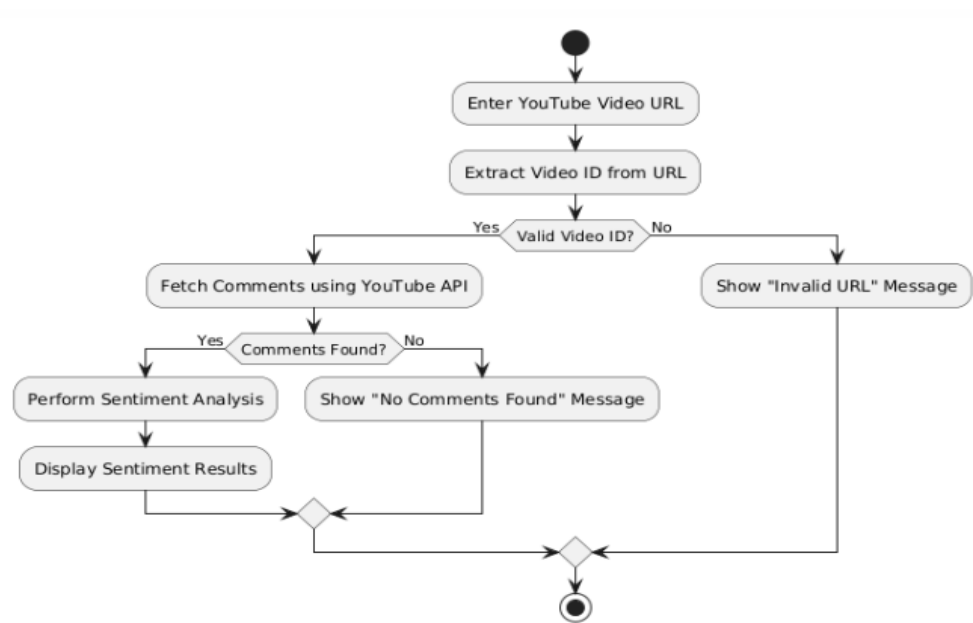 Enter YouTube Video URL
Extract Video ID from URL
Yes
Valid Video ID?
No
Fetch Comments using YouTube API
Show "Invalid URL" Message
Yes
Comments Found?
No
Perform Sentiment Analysis
Show "No Comments Found" Message
Display Sentiment Results